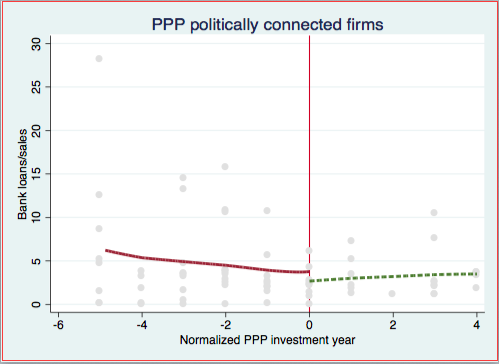 PPP politically connected firms
30
25
20
15
10
5
0
Bank loans/sales
-6 -4 -2 0 2 4
Normalized PPP investment year